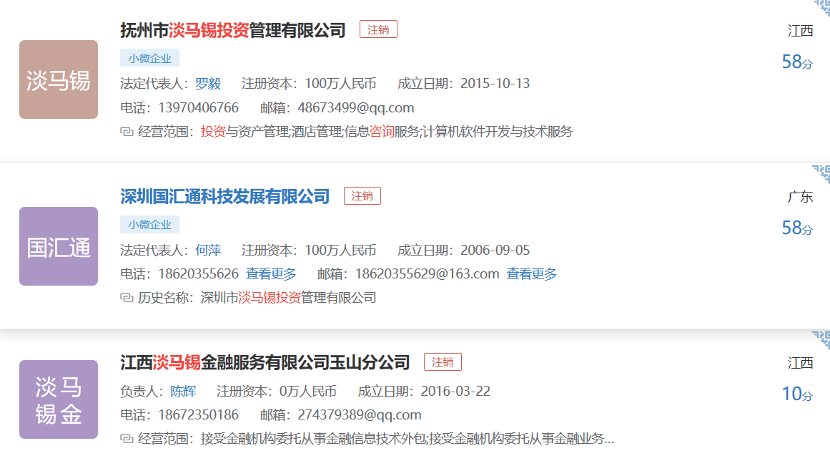 抚州市淡马锡投资管理有限公司 注销 江西
淡马锡
小微企业
58分
法定代表人：罗毅 注册资本：100万人民币 成立日期：2015-10-13
电话：13970406766 邮箱：48673499@qq.com
经营范围：投资与资产管理;酒店管理;信息咨询服务;计算机软件开发与技术服务
深圳国汇通科技发展有限公司 注销 广东
国汇通
小微企业
58分
法定代表人：何萍 注册资本：100万人民币 成立日期：2006-09-05
电话：18620355626 查看更多 邮箱：18620355629@163.com 查看更多
历史名称：深圳市淡马锡投资管理有限公司
江西淡马锡金融服务有限公司玉山分公司 注销 江西
淡马
锡金
负责人：陈辉 注册资本：0万人民币 成立日期：2016-03-22
10分
电话：18672350186 邮箱：274379389@qq.com
经营范围：接受金融机构委托从事金融信息技术外包;接受金融机构委托从事金融业务...